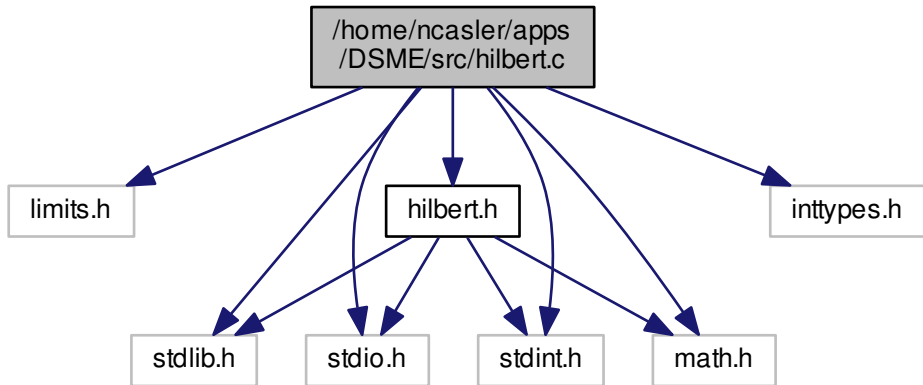 /home/ncasler/apps
/DSME/src/hilbert.c
limits.h
hilbert.h
inttypes.h
stdlib.h
stdio.h
stdint.h
math.h